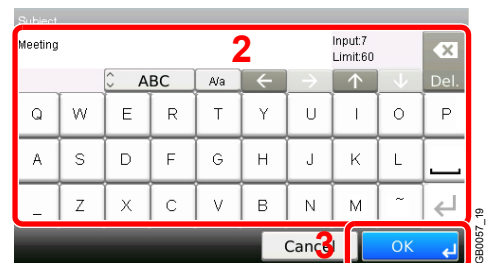 Subject
Meeting
2
Input:7
Limit:60
ABC
A/a
Del.
Q W E R T Y U I O P
A S D F G H J K L
_ Z X C V B N M ~
Cancel
3
OK
GB0057_19